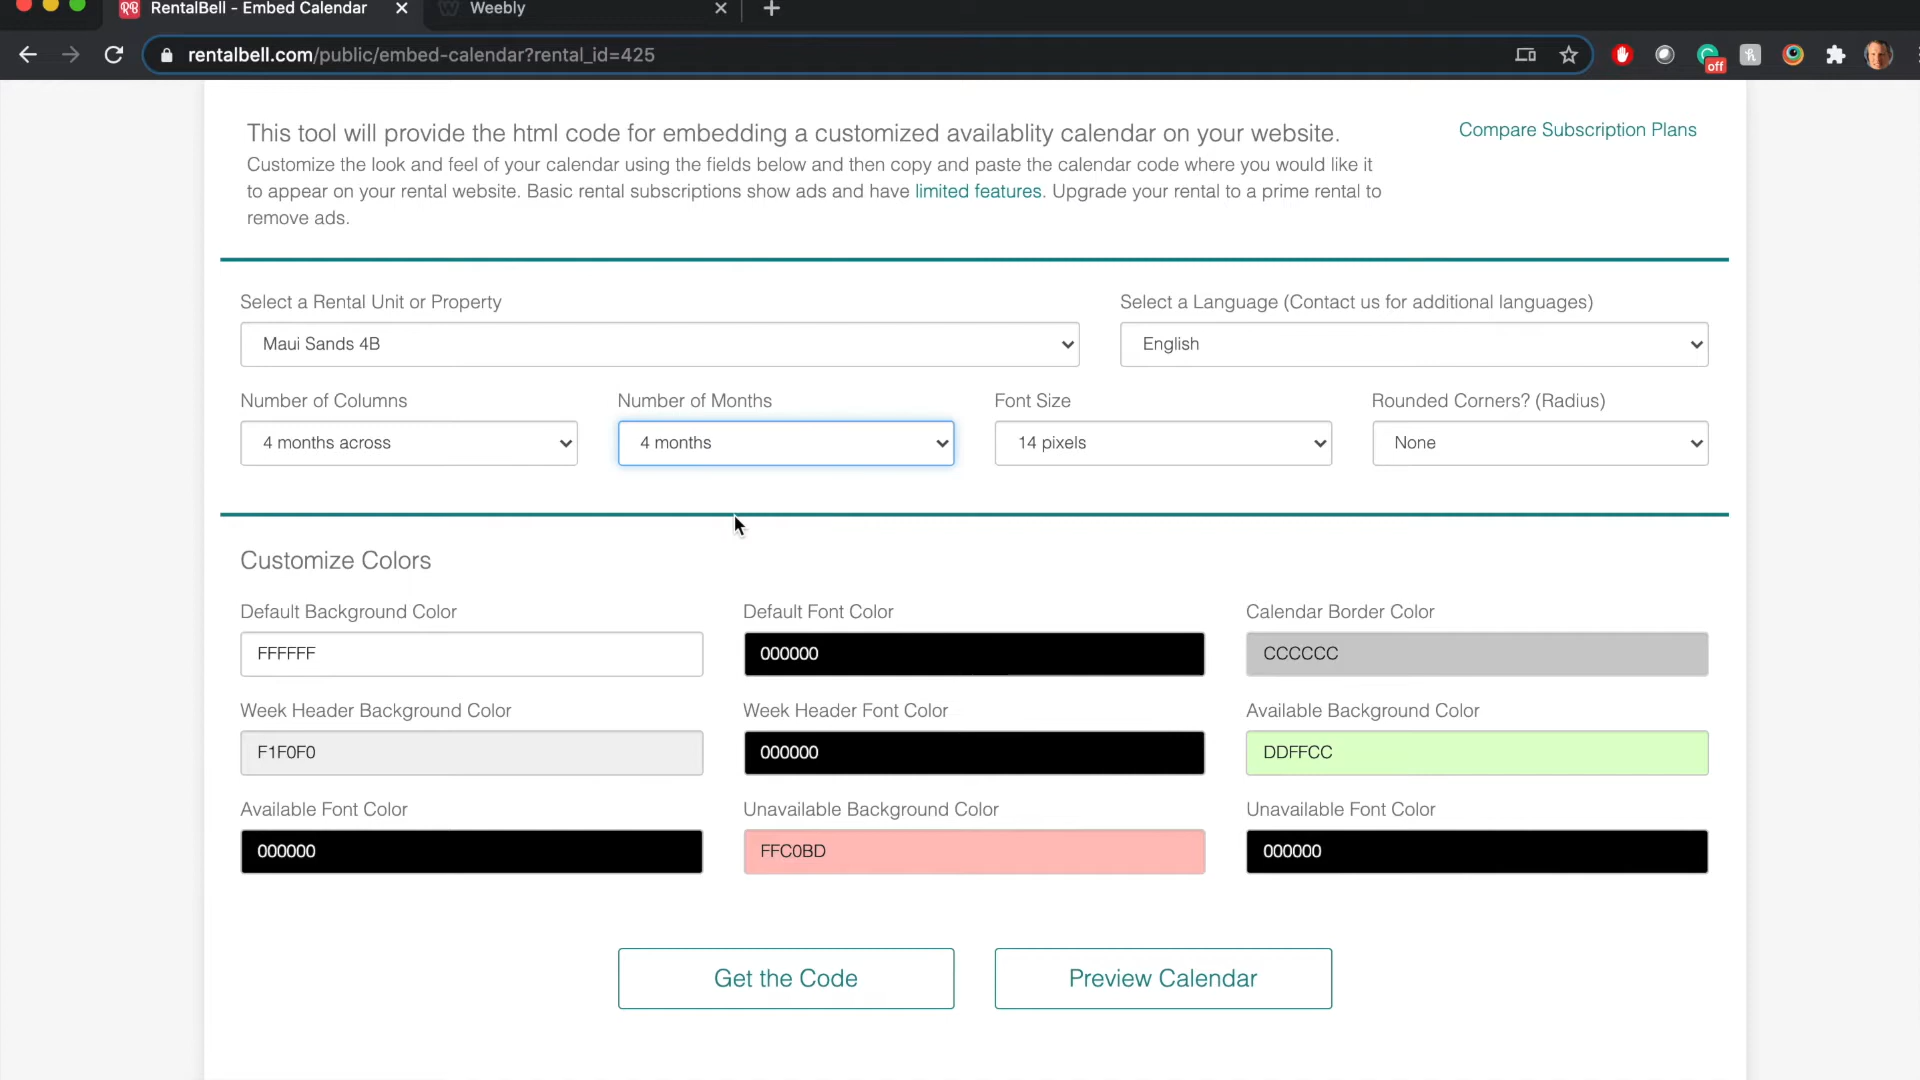 RentalBell - Embed Calendar
Weebly
rentalbell.com/public/embed-calendar?rental_id=425
off
This tool will provide the html code for embedding a customized availablity calendar on your website.
Compare Subscription Plans
Customize the look and feel of your calendar using the fields below and then copy and paste the calendar code where you would like it
to appear on your rental website. Basic rental subscriptions show ads and have limited features. Upgrade your rental to a prime rental to
remove ads.
Select a Rental Unit or Property
Select a Language (Contact us for additional languages)
Maui Sands 4B
English
Number of Columns
Number of Months
Font Size
Rounded Corners? (Radius)
4 months across
4 months
14 pixels
None
Customize Colors
Default Background Color
Default Font Color
Calendar Border Color
FFFFFF
000000
CCCCCC
Week Header Background Color
Week Header Font Color
Available Background Color
F1F0F0
000000
DDFFCC
Available Font Color
Unavailable Background Color
Unavailable Font Color
000000
FFC0BD
000000
Get the Code
Preview Calendar